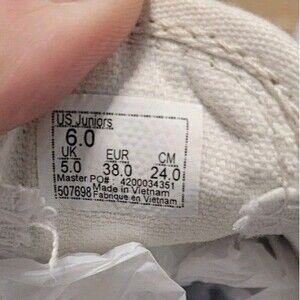 US Juniors
6.0
UK EUR CM
5.0 38.0 24.0
Master PO#: 4200034351
507698 Made in Vietnam
Fabrique en Vietnam